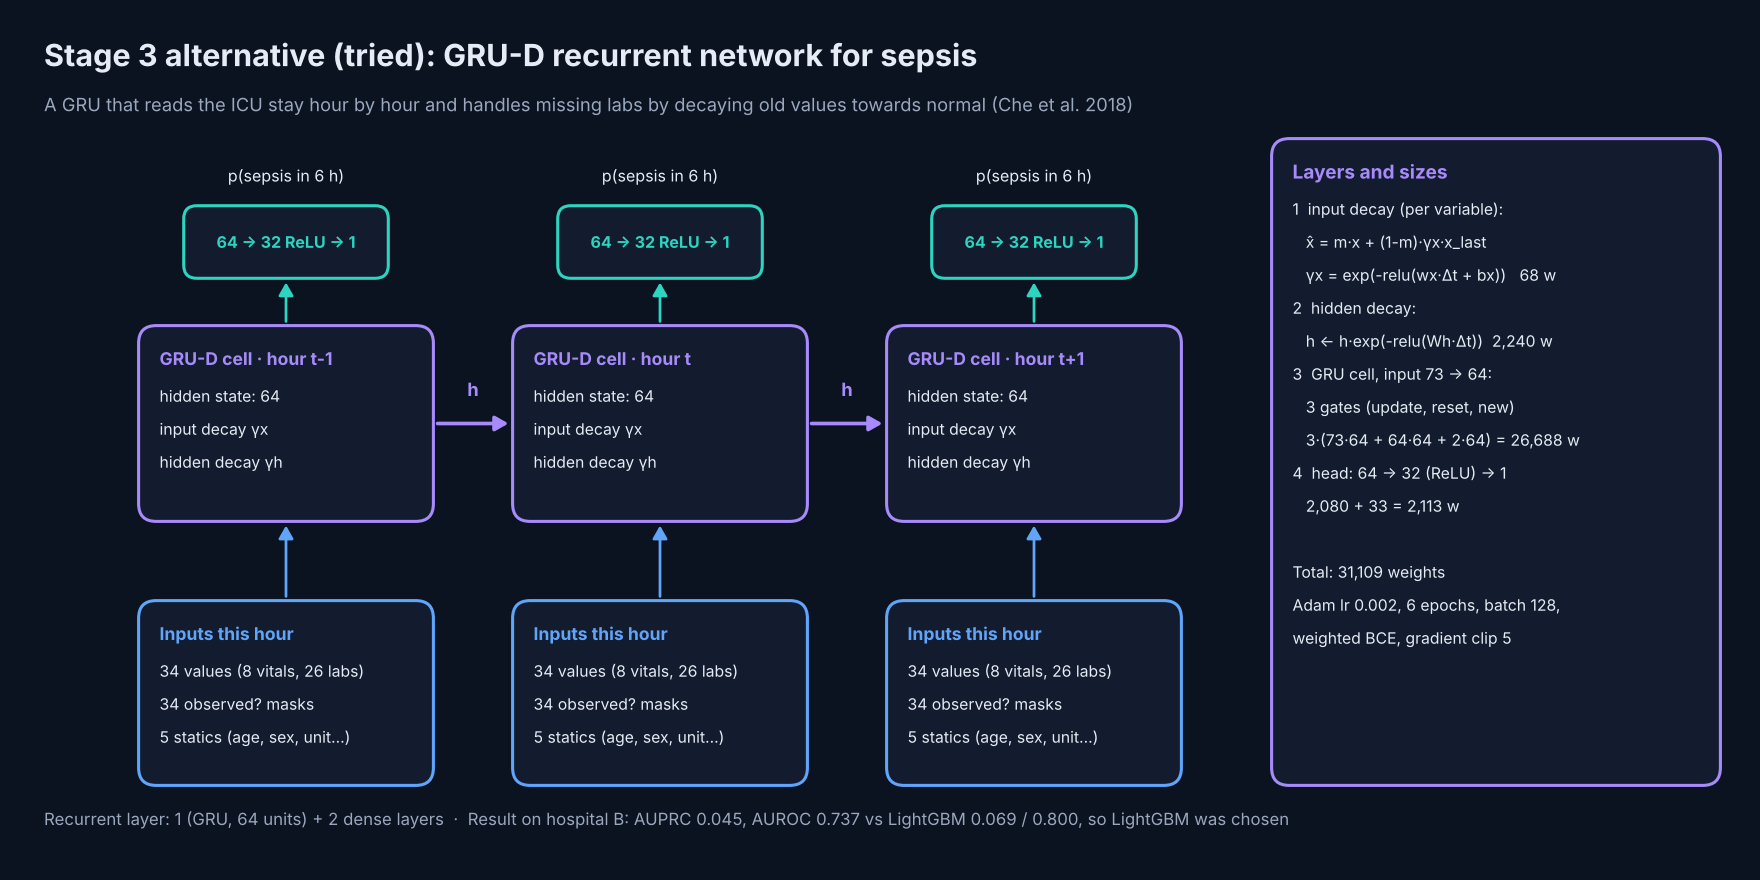 Stage 3 alternative (tried): GRU-D recurrent network for sepsis
A GRU that reads the ICU stay hour by hour and handles missing labs by decaying old values towards normal (Che et al. 2018)
p(sepsis in 6 h)
64 → 32 ReLU → 1
GRU-D cell · hour t-1
hidden state: 64
input decay γx
hidden decay γh
Inputs this hour
34 values (8 vitals, 26 labs)
34 observed? masks
5 statics (age, sex, unit...)
h
p(sepsis in 6 h)
64 → 32 ReLU → 1
GRU-D cell · hour t
hidden state: 64
input decay γx
hidden decay γh
Inputs this hour
34 values (8 vitals, 26 labs)
34 observed? masks
5 statics (age, sex, unit...)
h
p(sepsis in 6 h)
64 → 32 ReLU → 1
GRU-D cell · hour t+1
hidden state: 64
input decay γx
hidden decay γh
Inputs this hour
34 values (8 vitals, 26 labs)
34 observed? masks
5 statics (age, sex, unit...)
Layers and sizes
1 input decay (per variable):
x̂ = m·x + (1-m)·γx·x_last
γx = exp(-relu(wx·Δt + bx)) 68 w
2 hidden decay:
h ← h·exp(-relu(Wh·Δt)) 2,240 w
3 GRU cell, input 73 → 64:
3 gates (update, reset, new)
3·(73·64 + 64·64 + 2·64) = 26,688 w
4 head: 64 → 32 (ReLU) → 1
2,080 + 33 = 2,113 w
Total: 31,109 weights
Adam lr 0.002, 6 epochs, batch 128,
weighted BCE, gradient clip 5
Recurrent layer: 1 (GRU, 64 units) + 2 dense layers · Result on hospital B: AUPRC 0.045, AUROC 0.737 vs LightGBM 0.069 / 0.800, so LightGBM was chosen